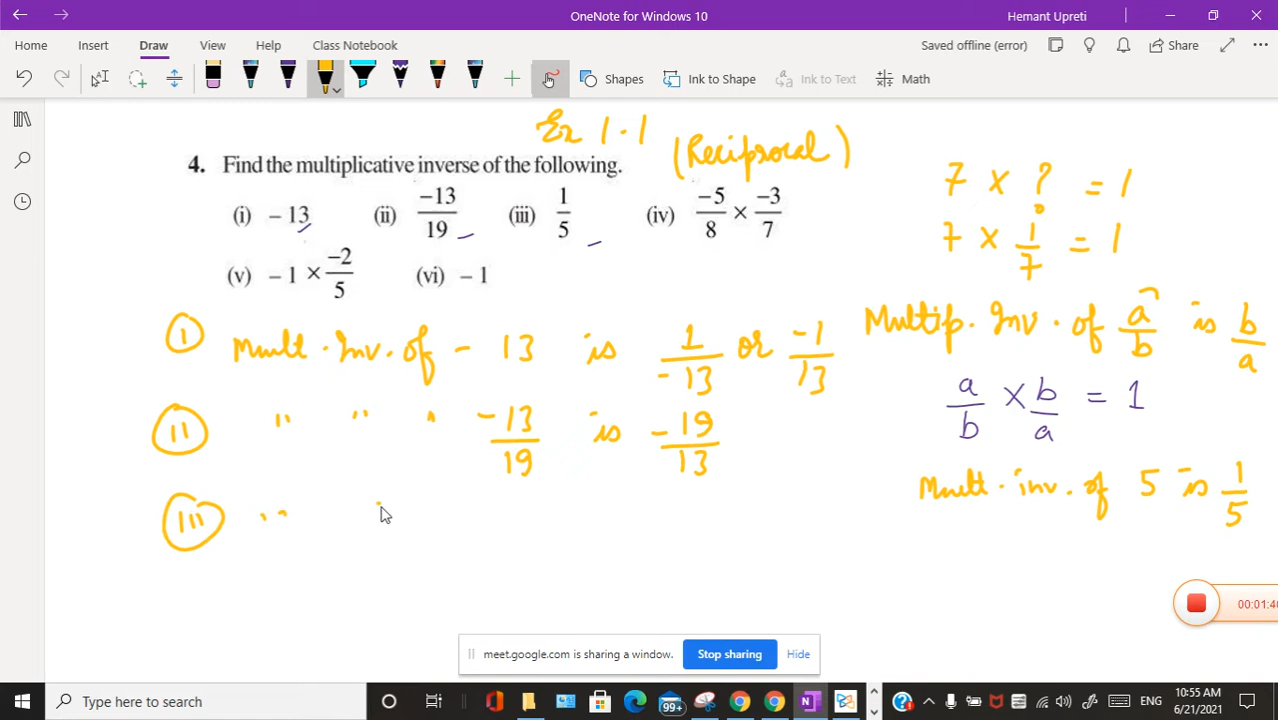 OneNote for Windows 10
Hemant Upreti
Home Insert Draw View Help Class Notebook
Saved offline (error) Share
Shapes Ink to Shape Ink to Text Math
Ex 1.1
(Reciprocal)
4. Find the multiplicative inverse of the following.
(i) – 13 (ii) −13/19 (iii) 1/5 (iv) −5/8 × −3/7
(v) – 1 × −2/5 (vi) – 1
7 × ? = 1
7 × 1/7 = 1
Multip. Inv. of a/b is b/a
a/b × b/a = 1
Mult. inv. of 5 is 1/5
(i) Mult. Inv. of - 13 is 1/-13 or -1/13
(ii) " " " -13/19 is -19/13
(iii) "
meet.google.com is sharing a window. Stop sharing Hide
00:01:4
Type here to search
99+
ENG
10:55 AM
6/21/2021